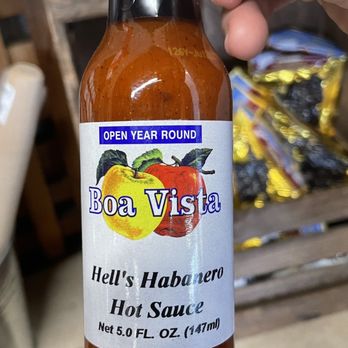 OPEN YEAR ROUND
Boa Vista
Hell's Habanero
Hot Sauce
Net 5.0 FL. OZ. (147ml)